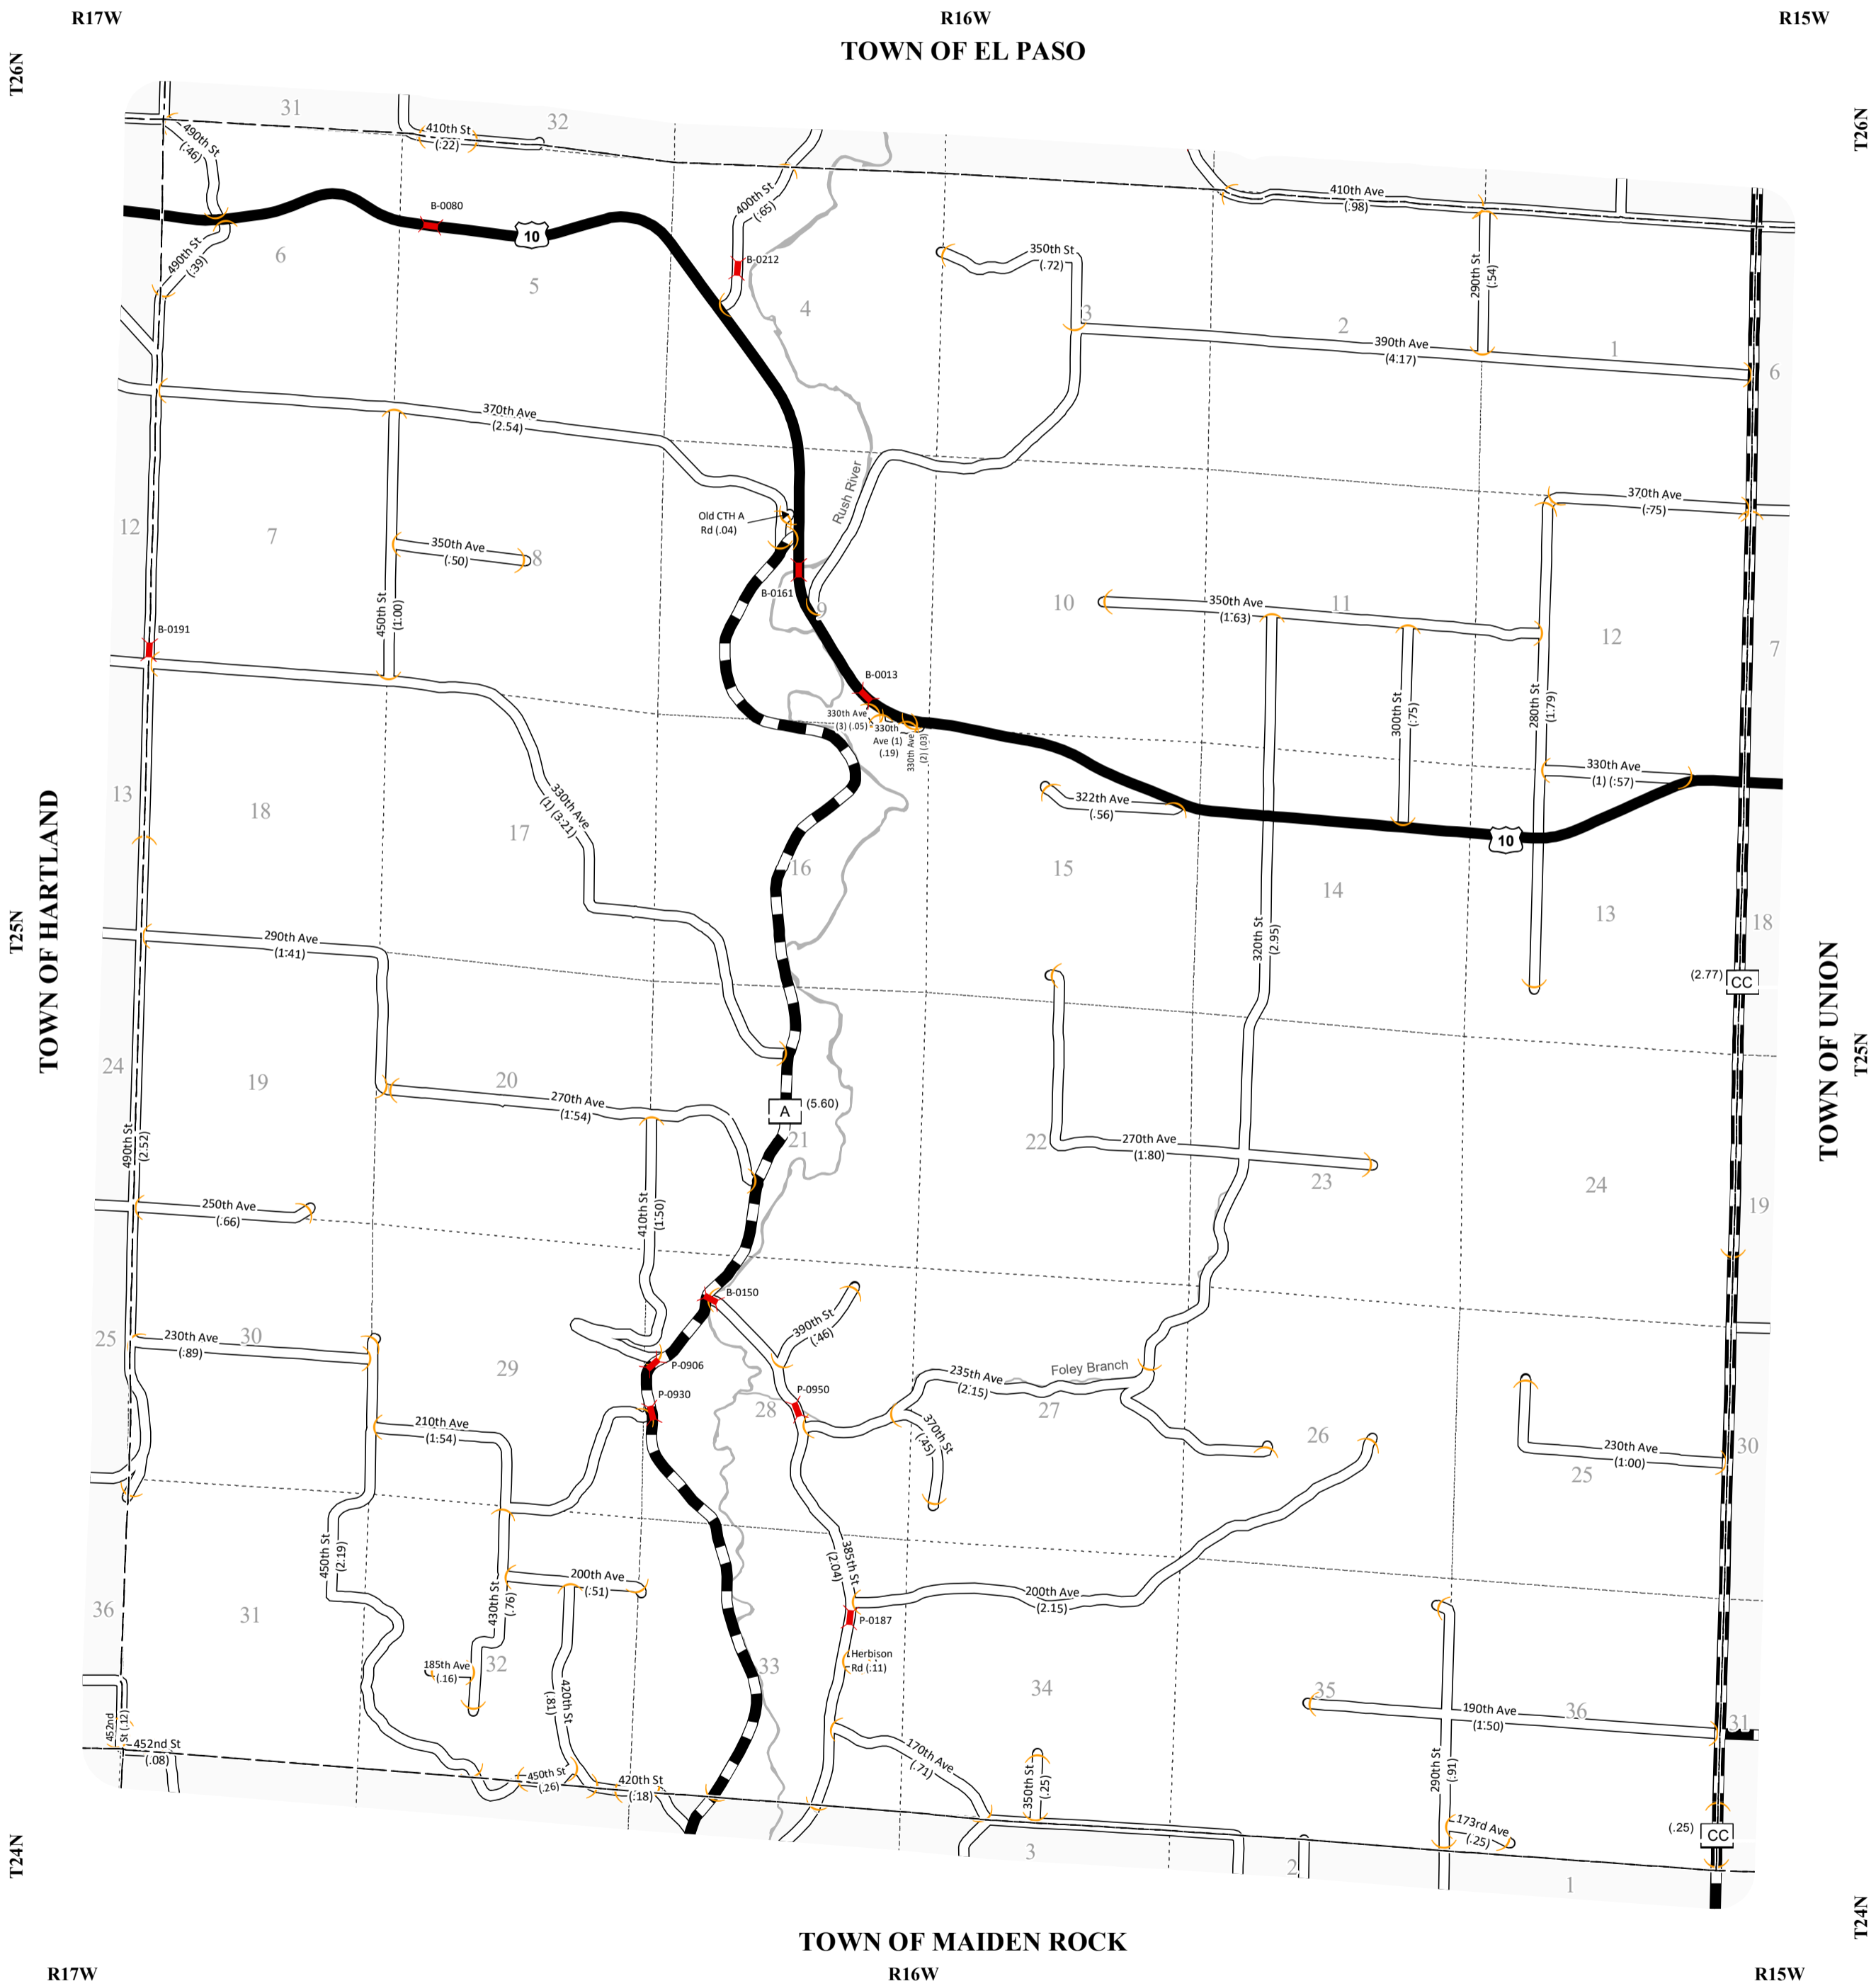 R17W
R16W
R15W
TOWN OF EL PASO
T26N
T26N
31
32
490th St
(.46)
410th St
(.22)
400th St
(.65)
410th Ave
(.98)
B-0080
10
490th St
(.39)
6
5
B-0212
4
350th St
(.72)
3
290th St
(.54)
2
390th Ave
(4.17)
1
6
370th Ave
(2.54)
Rush River
370th Ave
(.75)
Old CTH A
Rd (.04)
12
7
350th Ave
(.50)
8
450th St
(1.00)
B-0161
9
10
350th Ave
(1.63)
11
12
7
B-0191
B-0013
330th Ave
(3) (.05)
330th
Ave (1)
(.19)
330th Ave
(2) (.03)
300th St
(.75)
280th St
(1.79)
330th Ave
(1) (.57)
13
18
330th Ave
(1) (3.21)
17
16
322th Ave
(.56)
15
10
14
13
18
TOWN OF HARTLAND
T25N
290th Ave
(1.41)
320th St
(2.95)
(2.77)
CC
TOWN OF UNION
T25N
24
19
20
270th Ave
(1.54)
A
(5.60)
21
22
270th Ave
(1.80)
23
24
19
490th St
(2.52)
250th Ave
(.66)
410th St
(1.50)
B-0150
390th St
(.46)
25
230th Ave
(.89)
30
29
P-0906
P-0930
P-0950
28
235th Ave
(2.15)
Foley Branch
27
370th St
(.45)
26
210th Ave
(1.54)
230th Ave
(1.00)
25
30
450th St
(2.19)
385th St
(2.04)
200th Ave
(.51)
430th St
(.76)
200th Ave
(2.15)
36
31
P-0187
Herbison
Rd (.11)
185th Ave
(.16)
32
33
34
35
190th Ave
(1.50)
36
31
420th St
(.81)
452nd
St (.12)
452nd St
(.08)
450th St
(.26)
420th St
(.18)
170th Ave
(.71)
350th St
(.25)
290th St
(.91)
173rd Ave
(.25)
(.25)
CC
T24N
3
2
1
T24N
TOWN OF MAIDEN ROCK
R17W
R16W
R15W